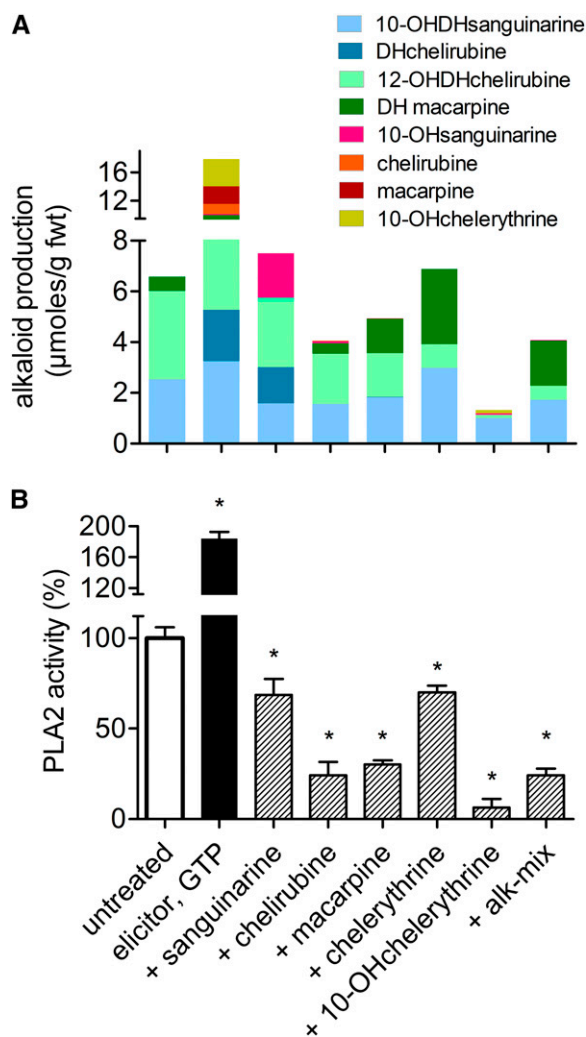 A
10-OHDHsanguinarine
DHchelirubine
12-OHDHchelirubine
DH macarpine
10-OHsanguinarine
chelirubine
macarpine
10-OHchelerythrine
alkaloid production
(µmoles/g fwt)
16
12
8
6
4
2
0
B
PLA2 activity (%)
200
160
120
100
50
0
*
*
*
*
*
*
*
untreated
elicitor, GTP
+ sanguinarine
+ chelirubine
+ macarpine
+ chelerythrine
+ 10-OHchelerythrine
+ alk-mix